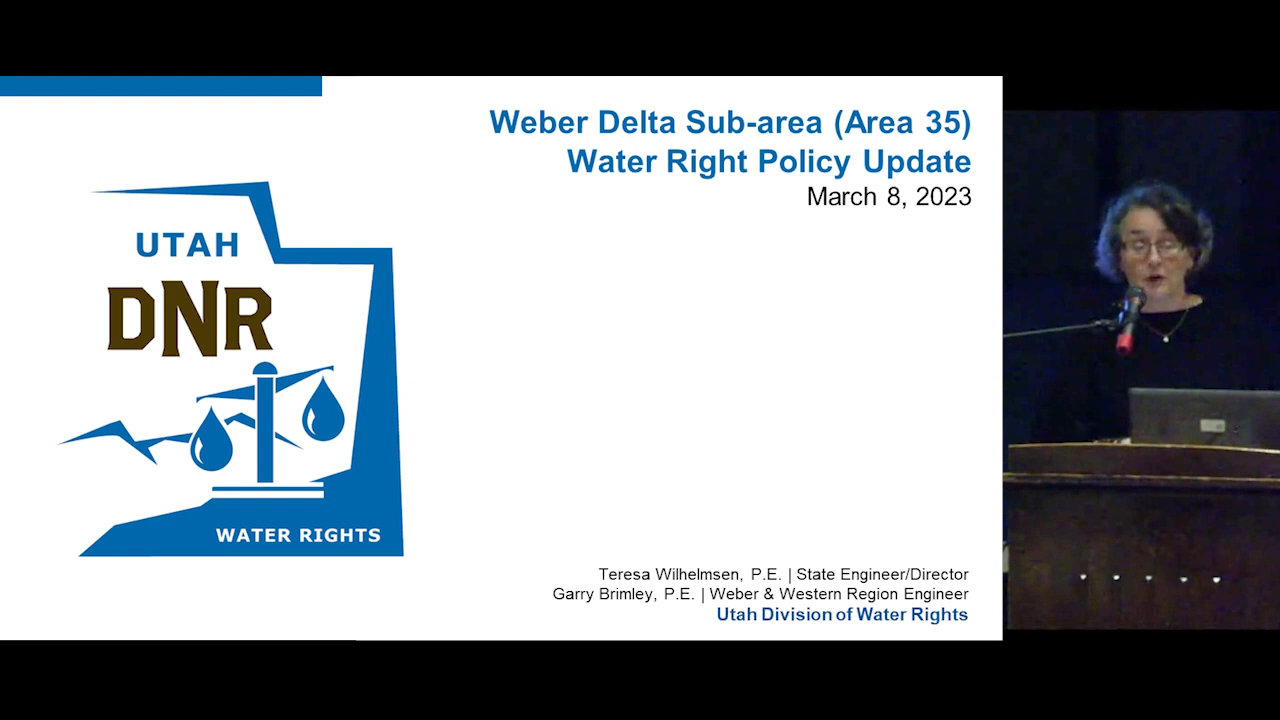 Weber Delta Sub-area (Area 35)
Water Right Policy Update
March 8, 2023
UTAH
DNR
WATER RIGHTS
Teresa Wilhelmsen, P.E. | State Engineer/Director
Garry Brimley, P.E. | Weber & Western Region Engineer
Utah Division of Water Rights